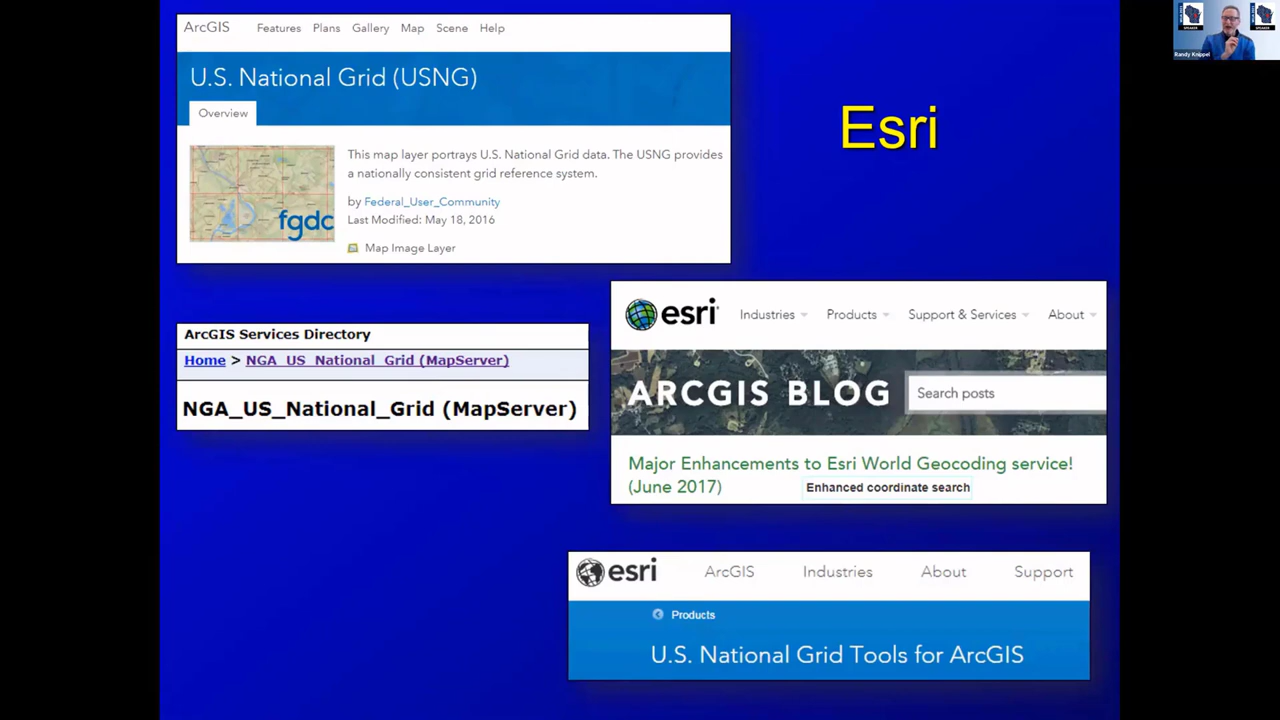 ArcGIS Features Plans Gallery Map Scene Help
U.S. National Grid (USNG)
Overview
This map layer portrays U.S. National Grid data. The USNG provides
a nationally consistent grid reference system.
by Federal_User_Community
Last Modified: May 18, 2016
Map Image Layer
fgdc
Esri
Randy Knippel
ArcGIS Services Directory
Home > NGA_US_National_Grid (MapServer)
NGA_US_National_Grid (MapServer)
esri Industries Products Support & Services About
ARCGIS BLOG Search posts
Major Enhancements to Esri World Geocoding service!
(June 2017) Enhanced coordinate search
esri ArcGIS Industries About Support
Products
U.S. National Grid Tools for ArcGIS